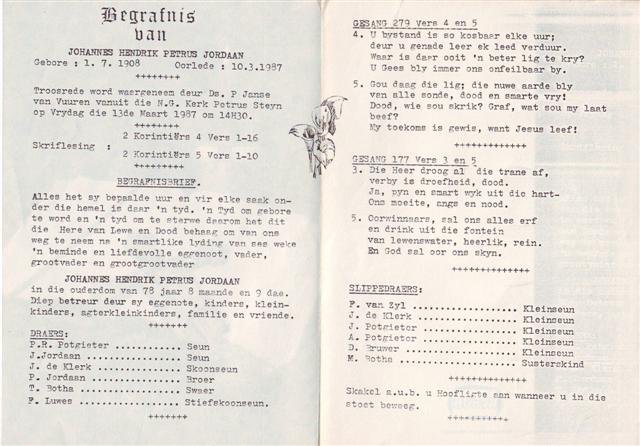 Begrafnis
van
JOHANNES HENDRIK PETRUS JORDAAN
Gebore : 1. 7. 1908 Oorlede : 10.3.1987
++++++++
Troosrede word waargeneem deur Ds. P Janse
van Vuuren vanuit die N.G. Kerk Petrus Steyn
op Vrydag die 13de Maart 1987 om 14H30.
++++++++
Skriflesing :
2 Korintiërs 4 Vers 1-16
2 Korintiërs 5 Vers 1-10
+++++++++
BEGRAFNISBRIEF.
Alles het sy bepaalde uur en vir elke saak on-
der die hemel is daar 'n tyd. 'n Tyd om gebore
te word en 'n tyd om te sterwe daarom het dit
die Here van Lewe en Dood behaag om van ons
weg te neem na 'n smartlike lyding van ses weke
'n beminde en liefdevolle eggenoot, vader,
grootvader en grootgrootvader
JOHANNES HENDRIK PETRUS JORDAAN
in die ouderdom van 78 jaar 8 maande en 9 dae.
Diep betreur deur sy eggenote, kinders, klein-
kinders, agterkleinkinders, familie en vriende.
+++++++
DRAERS:
P.R. Potgieter ............ Seun
J.Jordaan ................. Seun
J. de Klerk ............... Skoonseun
P. Jordaan ................ Broer
T. Botha .................. Swaer
F. Luwes .................. Stiefskoonseun.
+++++++
GESANG 279 Vers 4 en 5
4. U bystand is so kosbaar elke uur;
deur u genade leer ek leed verduur.
Waar is daar ooit 'n beter lig te kry?
U Gees bly immer ons onfeilbaar by.
5. Gou daag die lig; die nuwe aarde bly
van alle sonde, dood en smarte vry!
Dood, wie sou skrik? Graf, wat sou my laat
beef?
My toekoms is gewis, want Jesus leef!
++++++++++++
GESANG 177 Vers 3 en 5
3. Die Heer droog al die trane af,
verby is droefheid, dood.
Ja, pyn en smart wyk uit die hart-
Ons moeite, angs en nood.
5. Oorwinnaars, sal ons alles erf
en drink uit die fontein
van lewenswater, heerlik, rein.
En God sal oor ons skyn.
++++++++++++
SLIPPEDRAERS:
F. van Zyl ................ Kleinseun
J. de Klerk ............... Kleinseun
J. Potgieter .............. Kleinseun
A. Potgieter .............. Kleinseun
D. Bruwer ................. Kleinseun
M. Botha .................. Susterskind
++++++++++++
Skakel a.u.b. u Hoofligte aan wanneer u in die
stoet beweeg.
++++++++++